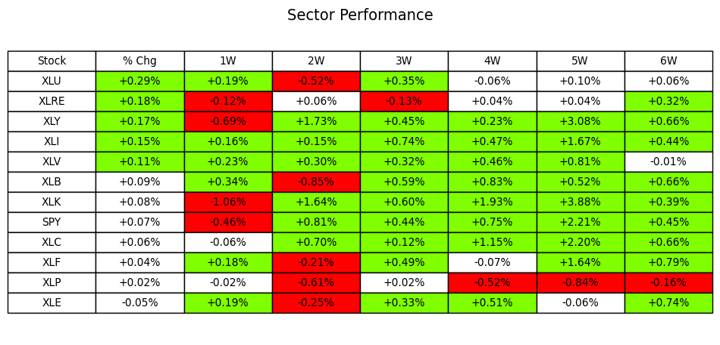 Sector Performance
Stock % Chg 1W 2W 3W 4W 5W 6W
XLU +0.29% +0.19% -0.52% +0.35% -0.06% +0.10% +0.06%
XLRE +0.18% -0.12% +0.06% -0.13% +0.04% +0.04% +0.32%
XLY +0.17% -0.69% +1.73% +0.45% +0.23% +3.08% +0.66%
XLI +0.15% +0.16% +0.15% +0.74% +0.47% +1.67% +0.44%
XLV +0.11% +0.23% +0.30% +0.32% +0.46% +0.81% -0.01%
XLB +0.09% +0.34% -0.85% +0.59% +0.83% +0.52% +0.66%
XLK +0.08% -1.06% +1.64% +0.60% +1.93% +3.88% +0.39%
SPY +0.07% -0.46% +0.81% +0.44% +0.75% +2.21% +0.45%
XLC +0.06% -0.06% +0.70% +0.12% +1.15% +2.20% +0.66%
XLF +0.04% +0.18% -0.21% +0.49% -0.07% +1.64% +0.79%
XLP +0.02% -0.02% -0.61% +0.02% -0.52% -0.84% -0.16%
XLE -0.05% +0.19% -0.25% +0.33% +0.51% -0.06% +0.74%